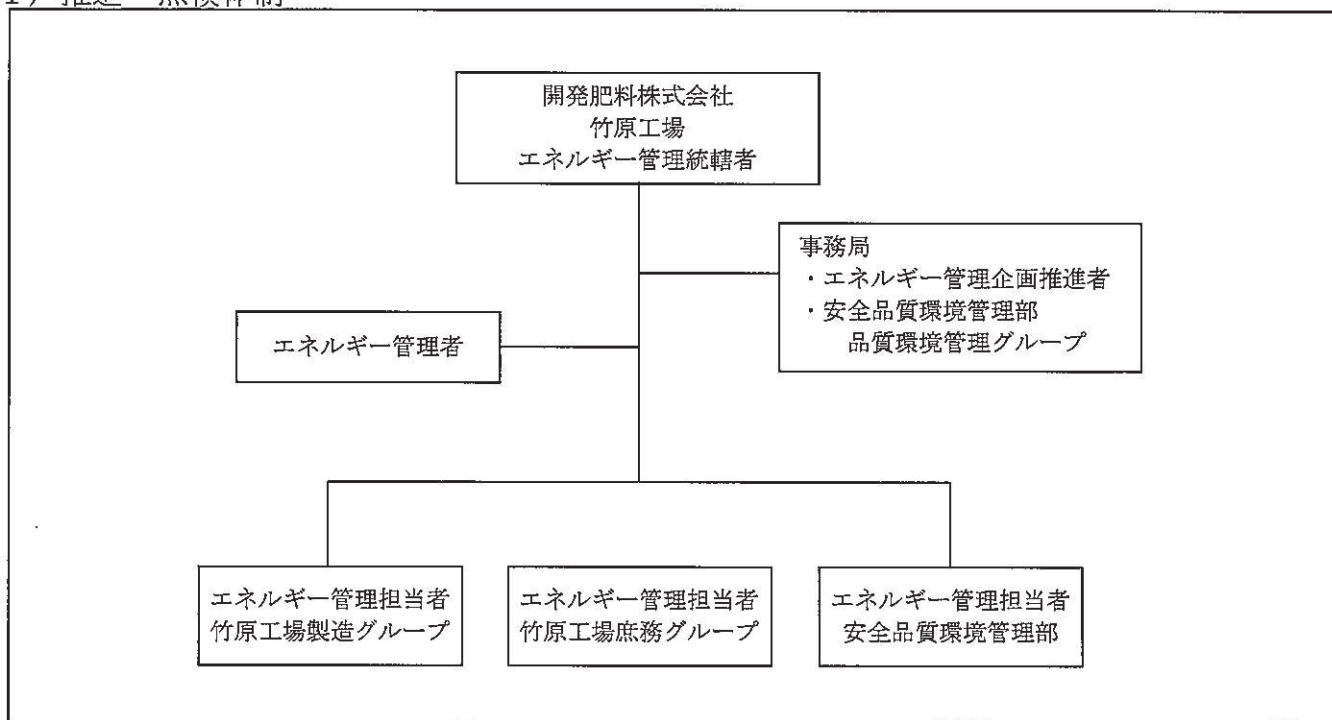 開発肥料株式会社
竹原工場
エネルギー管理統轄者
事務局
・エネルギー管理企画推進者
・安全品質環境管理部
品質環境管理グループ
エネルギー管理者
エネルギー管理担当者
竹原工場製造グループ
エネルギー管理担当者
竹原工場庶務グループ
エネルギー管理担当者
安全品質環境管理部